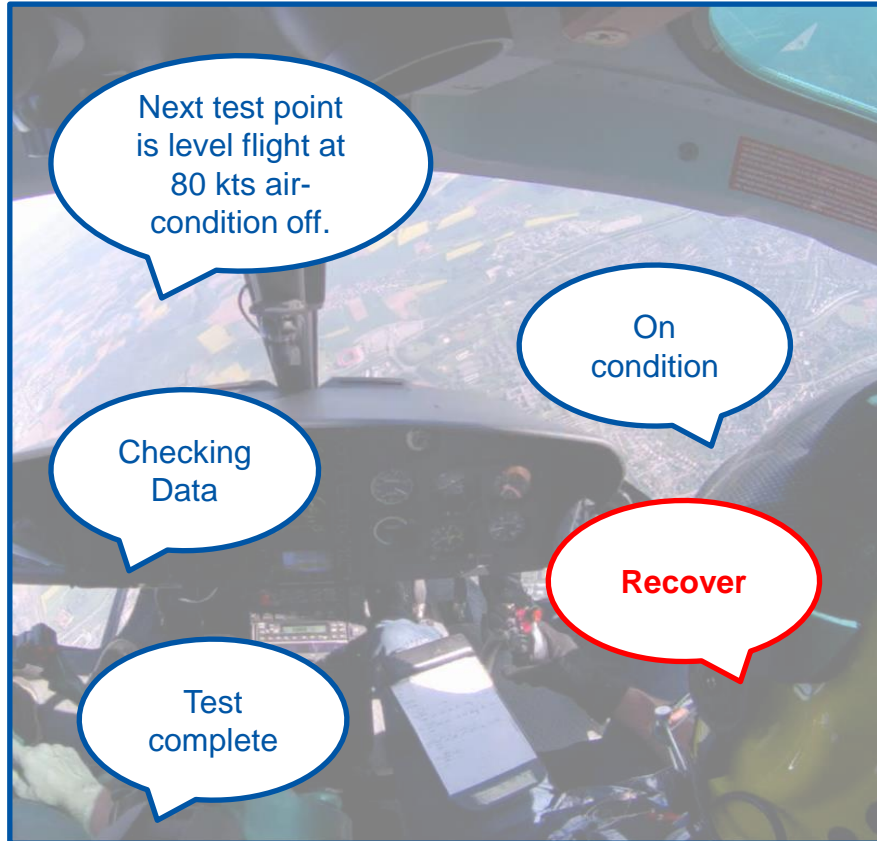 Next test point
is level flight at
80 kts air-
condition off.
On
condition
Checking
Data
Recover
Test
complete